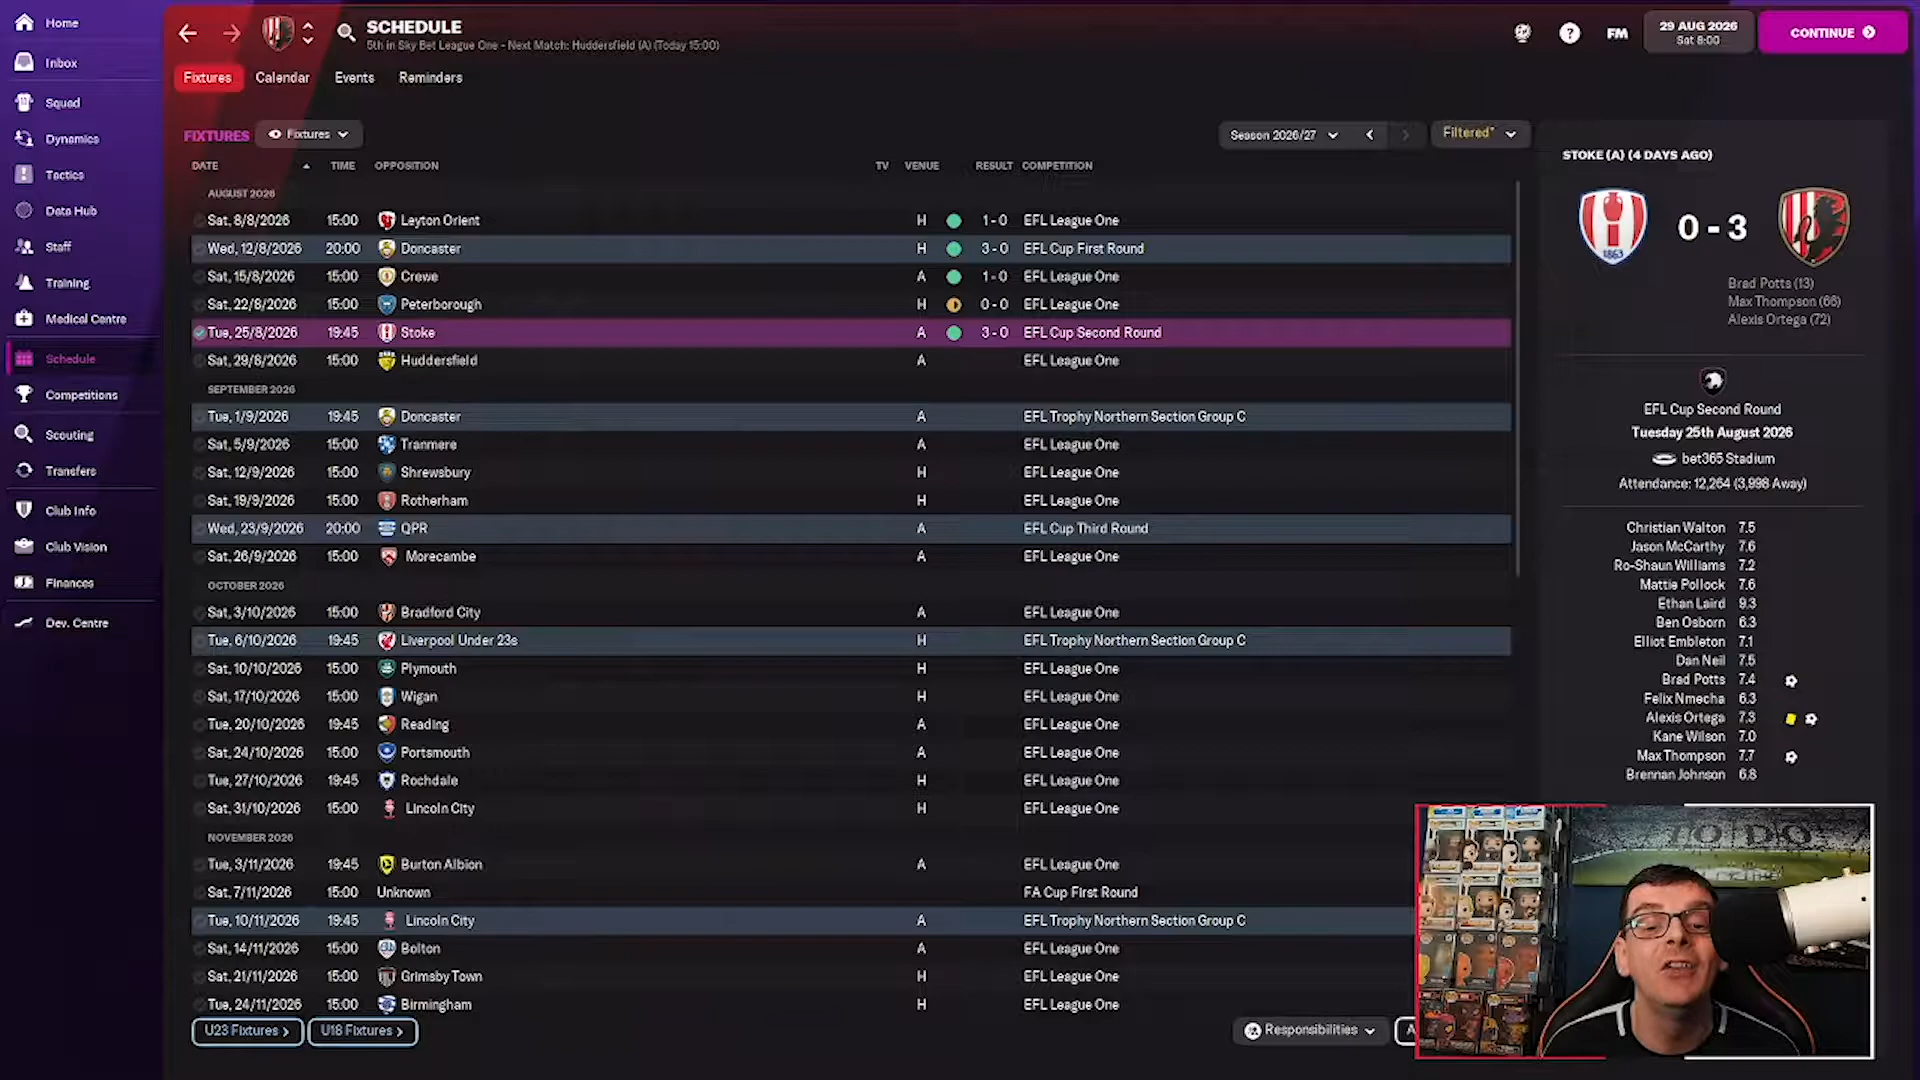 Home
Inbox
Squad
Dynamics
Tactics
Data Hub
Staff
Training
Medical Centre
Schedule
Competitions
Scouting
Transfers
Club Info
Club Vision
Finances
Dev. Centre
SCHEDULE
5th in Sky Bet League One - Next Match: Huddersfield (A) (Today 15:00)
? FM 29 AUG 2026
Sat 8:00
CONTINUE
Fixtures Calendar Events Reminders
FIXTURES Fixtures Season 2026/27 Filtered*
DATE TIME OPPOSITION TV VENUE RESULT COMPETITION
AUGUST 2026
Sat, 8/8/2026 15:00 Leyton Orient H 1 - 0 EFL League One
Wed, 12/8/2026 20:00 Doncaster H 3 - 0 EFL Cup First Round
Sat, 15/8/2026 15:00 Crewe A 1 - 0 EFL League One
Sat, 22/8/2026 15:00 Peterborough H 0 - 0 EFL League One
Tue, 25/8/2026 19:45 Stoke A 3 - 0 EFL Cup Second Round
Sat, 29/8/2026 15:00 Huddersfield A EFL League One
SEPTEMBER 2026
Tue, 1/9/2026 19:45 Doncaster A EFL Trophy Northern Section Group C
Sat, 5/9/2026 15:00 Tranmere A EFL League One
Sat, 12/9/2026 15:00 Shrewsbury H EFL League One
Sat, 19/9/2026 15:00 Rotherham H EFL League One
Wed, 23/9/2026 20:00 QPR A EFL Cup Third Round
Sat, 26/9/2026 15:00 Morecambe A EFL League One
OCTOBER 2026
Sat, 3/10/2026 15:00 Bradford City A EFL League One
Tue, 6/10/2026 19:45 Liverpool Under 23s H EFL Trophy Northern Section Group C
Sat, 10/10/2026 15:00 Plymouth H EFL League One
Sat, 17/10/2026 15:00 Wigan H EFL League One
Tue, 20/10/2026 19:45 Reading A EFL League One
Sat, 24/10/2026 15:00 Portsmouth A EFL League One
Tue, 27/10/2026 19:45 Rochdale H EFL League One
Sat, 31/10/2026 15:00 Lincoln City H EFL League One
NOVEMBER 2026
Tue, 3/11/2026 19:45 Burton Albion A EFL League One
Sat, 7/11/2026 15:00 Unknown FA Cup First Round
Tue, 10/11/2026 19:45 Lincoln City A EFL Trophy Northern Section Group C
Sat, 14/11/2026 15:00 Bolton A EFL League One
Sat, 21/11/2026 15:00 Grimsby Town H EFL League One
Tue, 24/11/2026 15:00 Birmingham H EFL League One
U23 Fixtures > U18 Fixtures > Responsibilities A
STOKE (A) (4 DAYS AGO)
1863
0 - 3
Brad Potts (13)
Max Thompson (66)
Alexis Ortega (72)
EFL Cup Second Round
Tuesday 25th August 2026
bet365 Stadium
Attendance: 12,264 (3,998 Away)
Christian Walton 7.5
Jason McCarthy 7.6
Ro-Shaun Williams 7.2
Mattie Pollock 7.6
Ethan Laird 9.3
Ben Osborn 6.3
Elliot Embleton 7.1
Dan Neil 7.5
Brad Potts 7.4
Felix Nmecha 6.3
Alexis Ortega 7.3
Kane Wilson 7.0
Max Thompson 7.7
Brennan Johnson 6.8